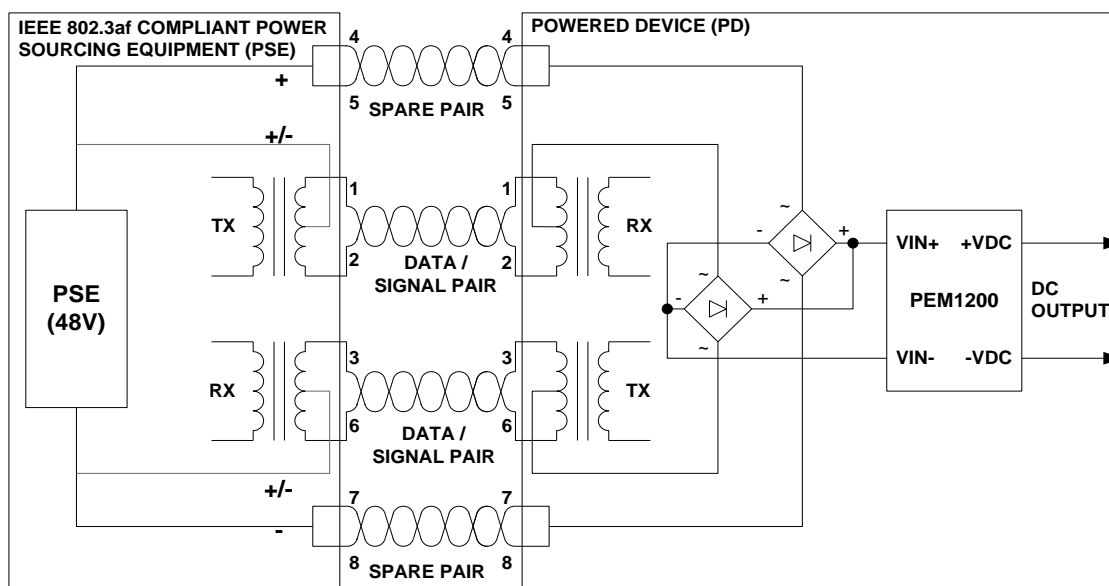 IEEE 802.3af COMPLIANT POWER
SOURCING EQUIPMENT (PSE)
POWERED DEVICE (PD)
4
4
+
5
5
SPARE PAIR
+/-
1
1
TX
RX
2
2
DATA /
SIGNAL PAIR
~
-
+
~
~
-
+
~
VIN+
+VDC
PEM1200
VIN-
-VDC
DC
OUTPUT
PSE
(48V)
3
3
RX
TX
6
6
DATA /
SIGNAL PAIR
+/-
7
7
-
8
8
SPARE PAIR